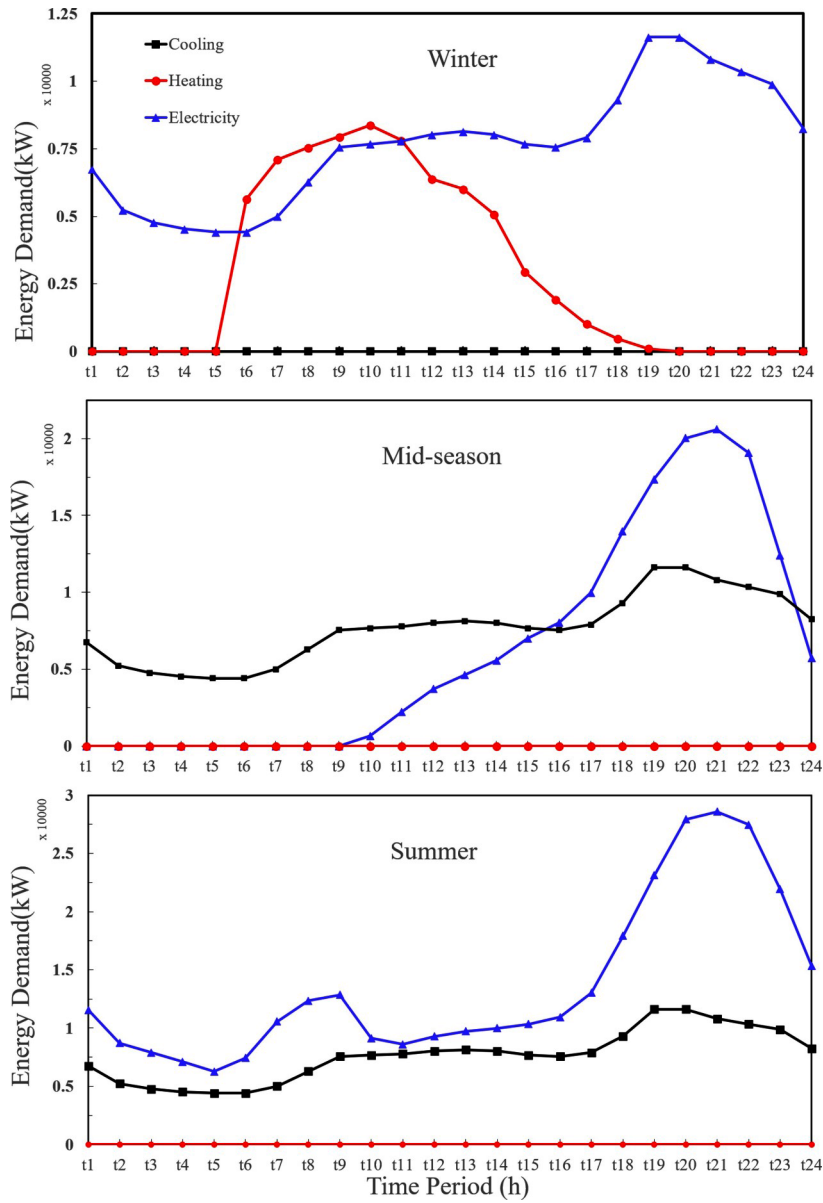 1.25
Cooling
Winter
Heating
1
x 10000
Electricity
0.75
0.5
0.25
0
Energy Demand(kW)
t1 t2 t3 t4 t5 t6 t7 t8 t9 t10 t11 t12 t13 t14 t15 t16 t17 t18 t19 t20 t21 t22 t23 t24
2
x 10000
Mid-season
1.5
1
0.5
0
Energy Demand(kW)
t1 t2 t3 t4 t5 t6 t7 t8 t9 t10 t11 t12 t13 t14 t15 t16 t17 t18 t19 t20 t21 t22 t23 t24
3
x 10000
Summer
2.5
2
1.5
1
0.5
0
Energy Demand(kW)
t1 t2 t3 t4 t5 t6 t7 t8 t9 t10 t11 t12 t13 t14 t15 t16 t17 t18 t19 t20 t21 t22 t23 t24
Time Period (h)